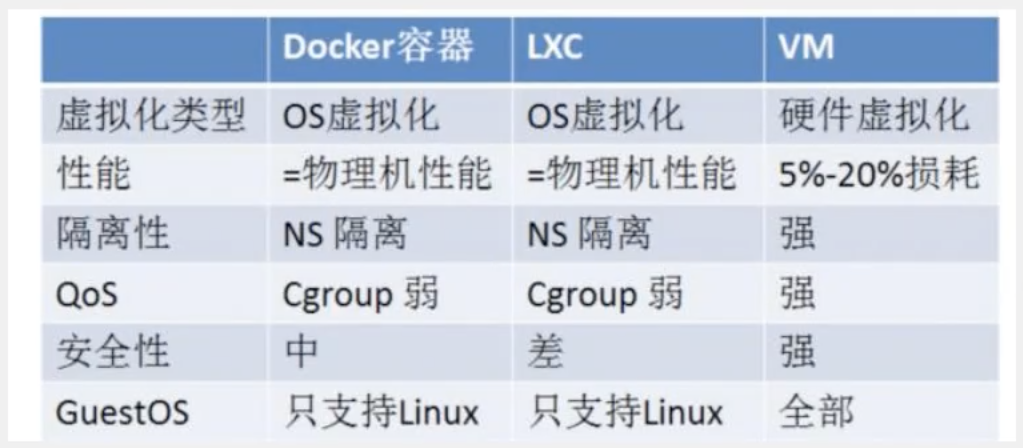 Docker容器 LXC VM
虚拟化类型 OS虚拟化 OS虚拟化 硬件虚拟化
性能 =物理机性能 =物理机性能 5%-20%损耗
隔离性 NS 隔离 NS 隔离 强
QoS Cgroup 弱 Cgroup 弱 强
安全性 中 差 强
GuestOS 只支持Linux 只支持Linux 全部